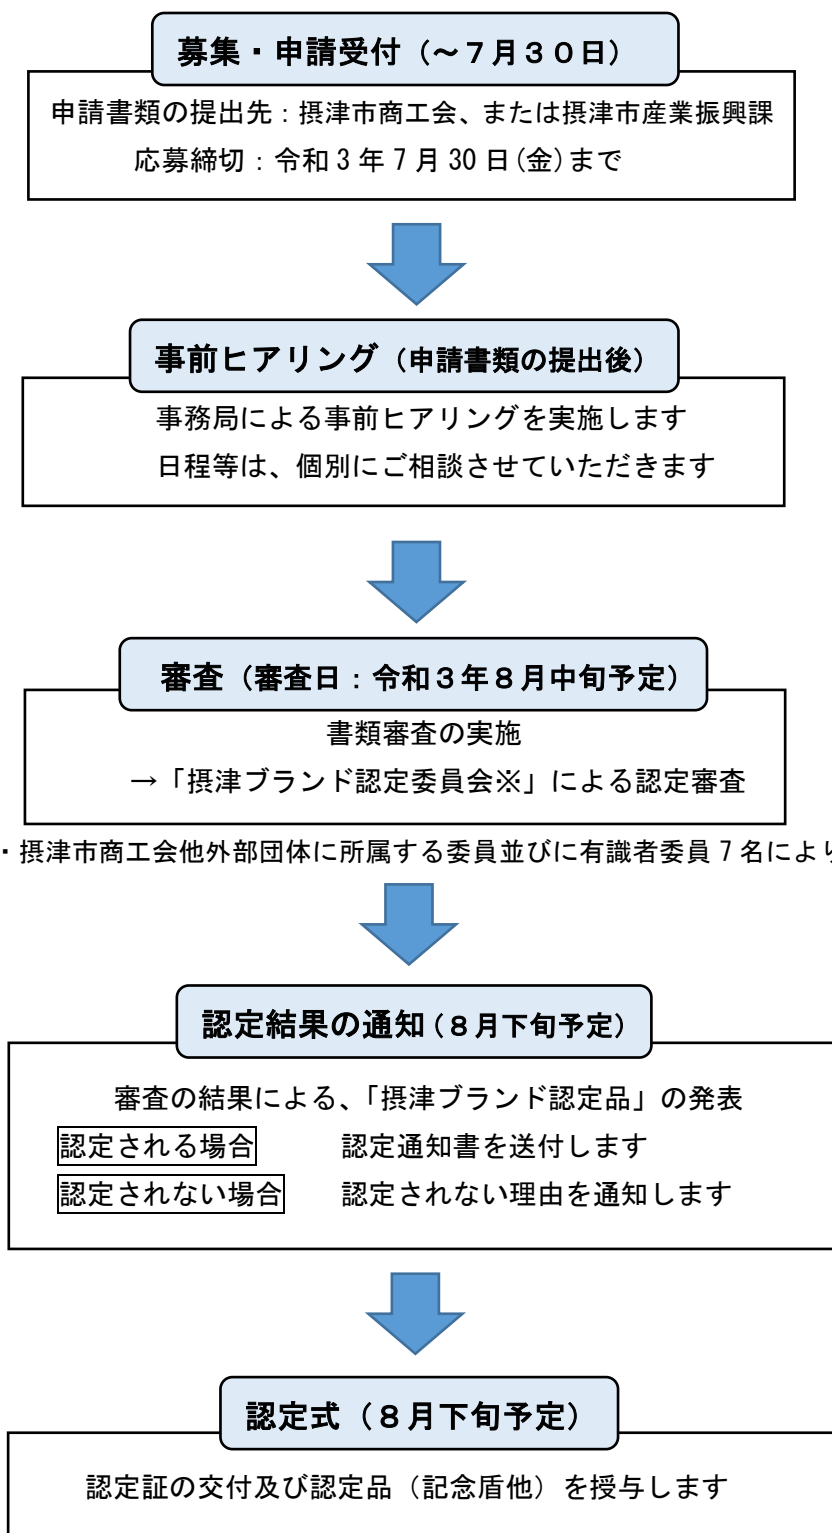 募集・申請受付（～７月３０日）
申請書類の提出先：摂津市商工会、または摂津市産業振興課
応募締切：令和３年７月30日(金)まで
事前ヒアリング（申請書類の提出後）
事務局による事前ヒアリングを実施します
日程等は、個別にご相談させていただきます
審査（審査日：令和３年８月中旬予定）
書類審査の実施
→「摂津ブランド認定委員会※」による認定審査
・摂津市商工会他外部団体に所属する委員並びに有識者委員７名により
認定結果の通知（８月下旬予定）
審査の結果による、「摂津ブランド認定品」の発表
認定される場合　認定通知書を送付します
認定されない場合　認定されない理由を通知します
認定式（８月下旬予定）
認定証の交付及び認定品（記念盾他）を授与します